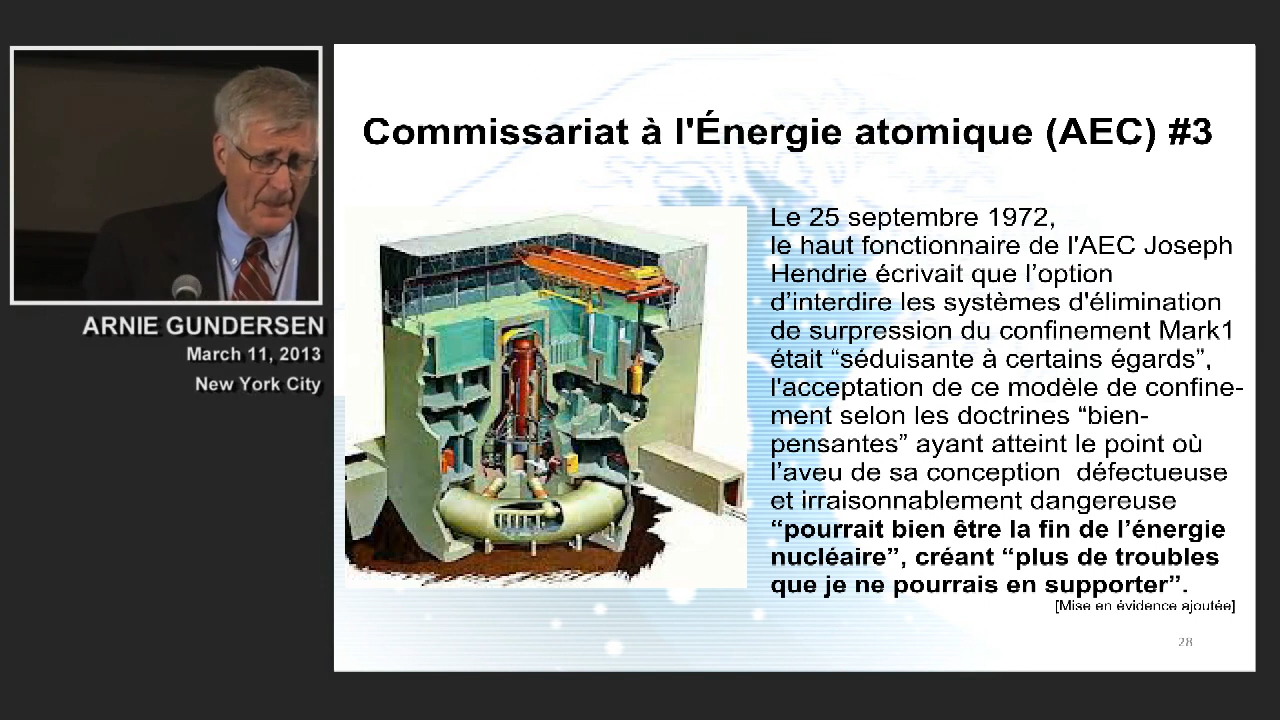 ARNIE GUNDERSEN
March 11, 2013
New York City
Commissariat à l'Énergie atomique (AEC) #3
Le 25 septembre 1972,
le haut fonctionnaire de l'AEC Joseph
Hendrie écrivait que l’option
d’interdire les systèmes d'élimination
de surpression du confinement Mark1
était “séduisante à certains égards”,
l'acceptation de ce modèle de confine-
ment selon les doctrines “bien-
pensantes” ayant atteint le point où
l’aveu de sa conception défectueuse
et irraisonnablement dangereuse
“pourrait bien être la fin de l’énergie
nucléaire”, créant “plus de troubles
que je ne pourrais en supporter”.
[Mise en évidence ajoutée]
28